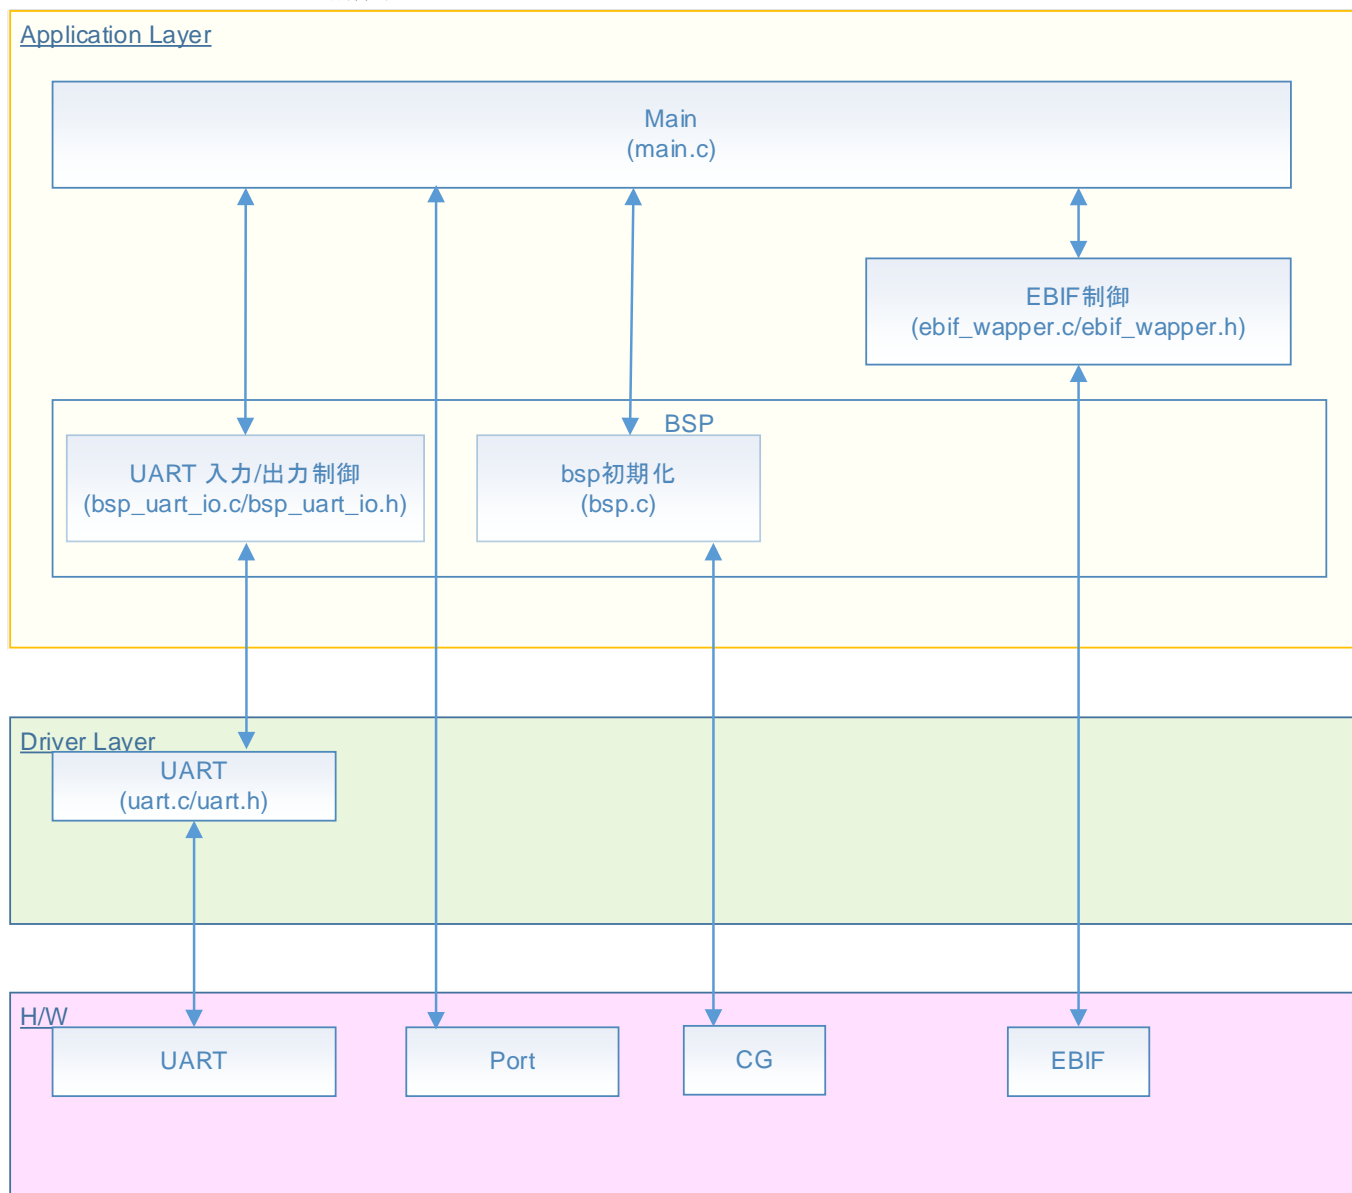 Application Layer
Main
(main.c)
EBIF制御
(ebif_wapper.c/ebif_wapper.h)
BSP
UART 入力/出力制御
(bsp_uart_io.c/bsp_uart_io.h)
bsp初期化
(bsp.c)
Driver Layer
UART
(uart.c/uart.h)
H/W
UART
Port
CG
EBIF